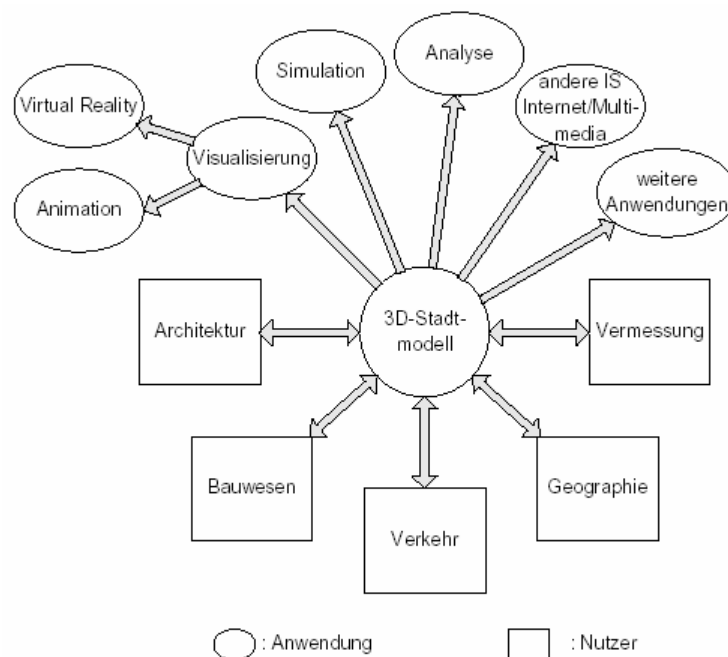 Analyse
Simulation
andere IS
Internet/Multi-
media
Virtual Reality
Visualisierung
weitere
Anwendungen
Animation
3D-Stadt-
modell
Architektur
Vermessung
Bauwesen
Geographie
Verkehr
: Anwendung
: Nutzer